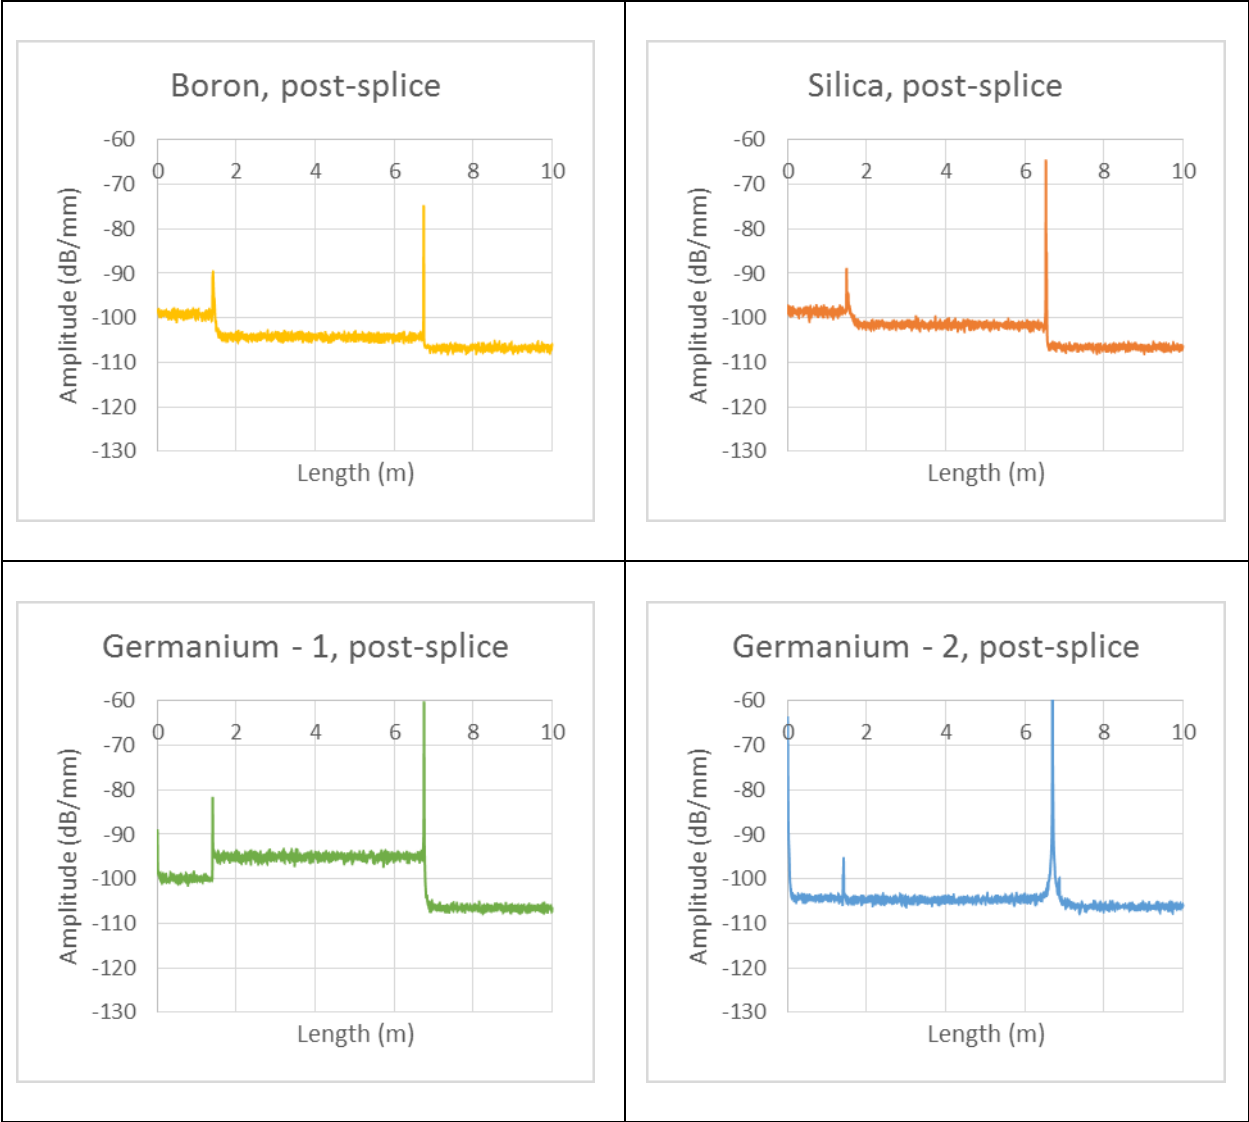 Boron, post-splice
-60
0 2 4 6 8 10
-70
-80
-90
-100
-110
-120
-130
Amplitude (dB/mm)
Length (m)
Silica, post-splice
-60
0 2 4 6 8 10
-70
-80
-90
-100
-110
-120
-130
Amplitude (dB/mm)
Length (m)
Germanium - 1, post-splice
-60
0 2 4 6 8 10
-70
-80
-90
-100
-110
-120
-130
Amplitude (dB/mm)
Length (m)
Germanium - 2, post-splice
-60
0 2 4 6 8 10
-70
-80
-90
-100
-110
-120
-130
Amplitude (dB/mm)
Length (m)